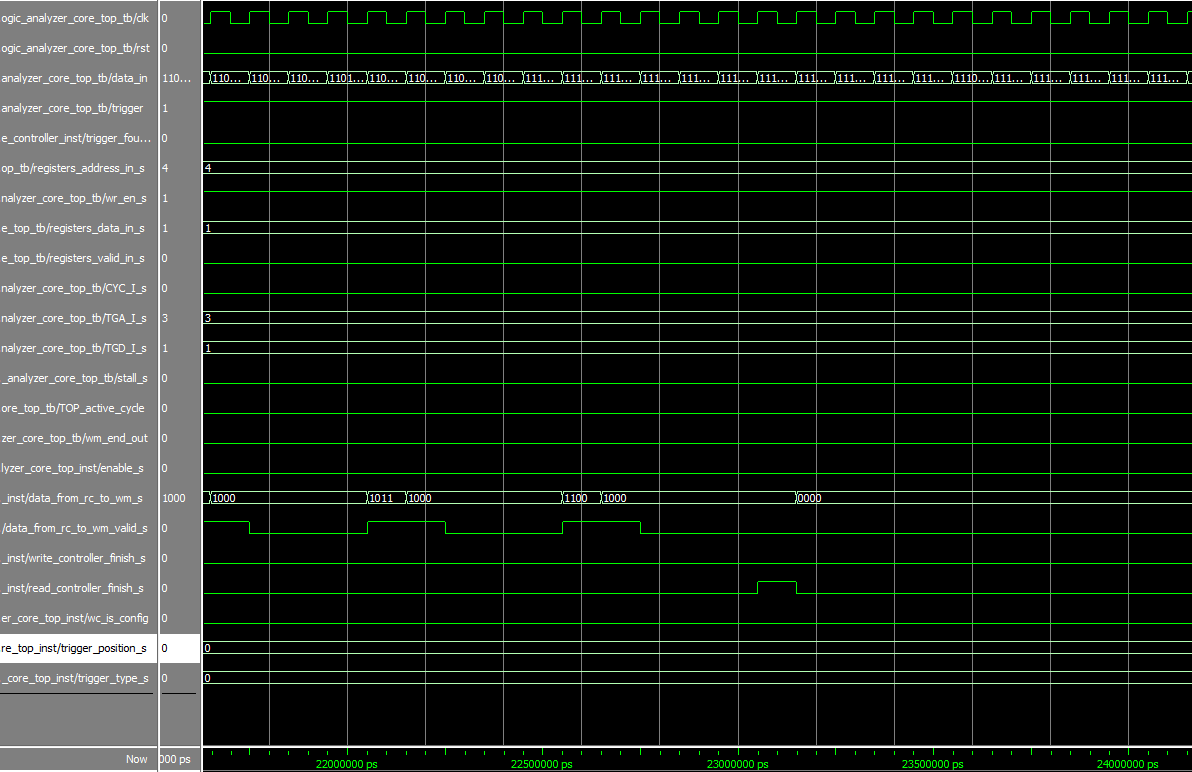 ogic_analyzer_core_top_tb/clk 0
ogic_analyzer_core_top_tb/rst 0
analyzer_core_top_tb/data_in 110... 110... 110... 110... 1101... 110... 110... 110... 110... 111... 111... 111... 111... 111... 111... 111... 111... 111... 111... 111... 1110... 111... 111... 111... 111... 111...
analyzer_core_top_tb/trigger 1
e_controller_inst/trigger_fou... 0
op_tb/registers_address_in_s 4 4
nalyzer_core_top_tb/wr_en_s 1
e_top_tb/registers_data_in_s 1 1
e_top_tb/registers_valid_in_s 0
nalyzer_core_top_tb/CYC_I_s 0
nalyzer_core_top_tb/TGA_I_s 3 3
nalyzer_core_top_tb/TGD_I_s 1 1
_analyzer_core_top_tb/stall_s 0
ore_top_tb/TOP_active_cycle 0
zer_core_top_tb/wm_end_out 0
lyzer_core_top_inst/enable_s 0
_inst/data_from_rc_to_wm_s 1000 1000 1011 1000 1100 1000 0000
/data_from_rc_to_wm_valid_s 0
_inst/write_controller_finish_s 0
_inst/read_controller_finish_s 0
er_core_top_inst/wc_is_config 0
re_top_inst/trigger_position_s 0 0
_core_top_inst/trigger_type_s 0 0
Now 000 ps 22000000 ps 22500000 ps 23000000 ps 23500000 ps 24000000 ps